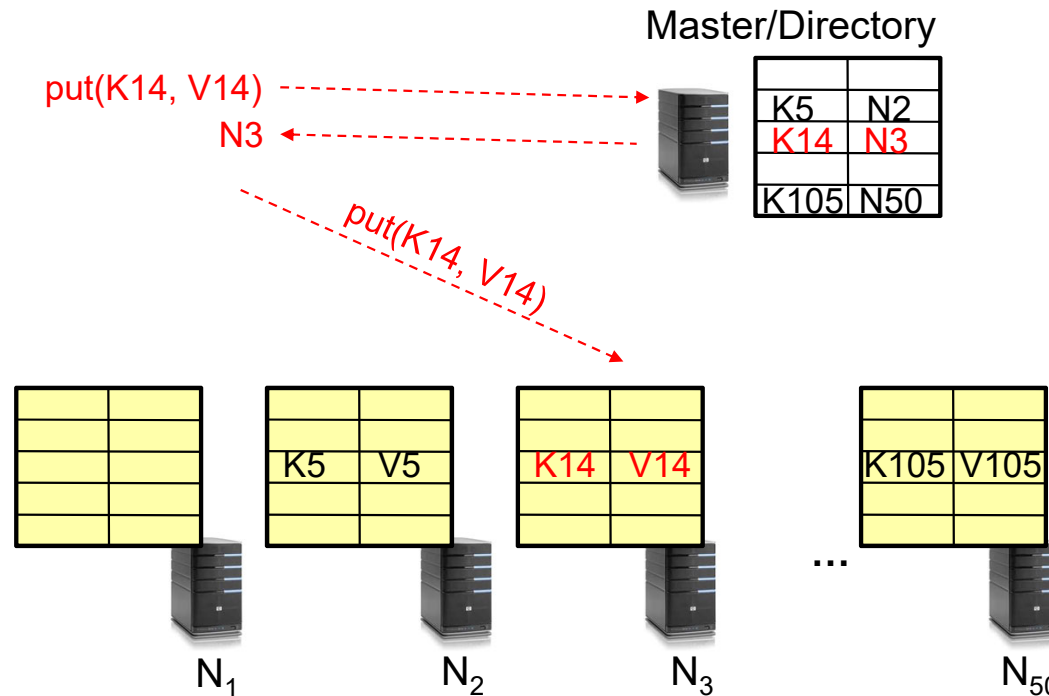 Master/Directory
put(K14, V14)
N3
K5 N2
K14 N3
K105 N50
put(K14, V14)
K5 V5
K14 V14
K105 V105
...
N1
N2
N3
N50